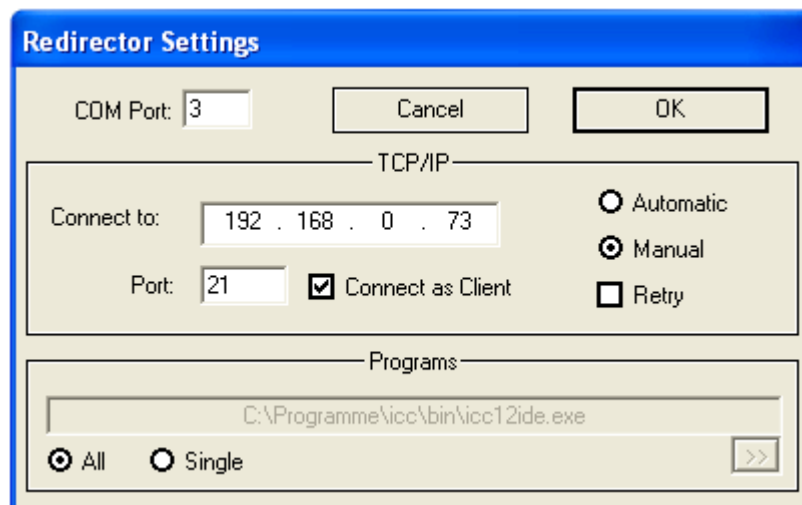 Redirector Settings
COM Port: 3 Cancel OK
TCP/IP
Connect to: 192 . 168 . 0 . 73 Automatic
Manual
Port: 21 Connect as Client Retry
Programs
C:\Programme\icc\bin\icc12ide.exe
All Single >>